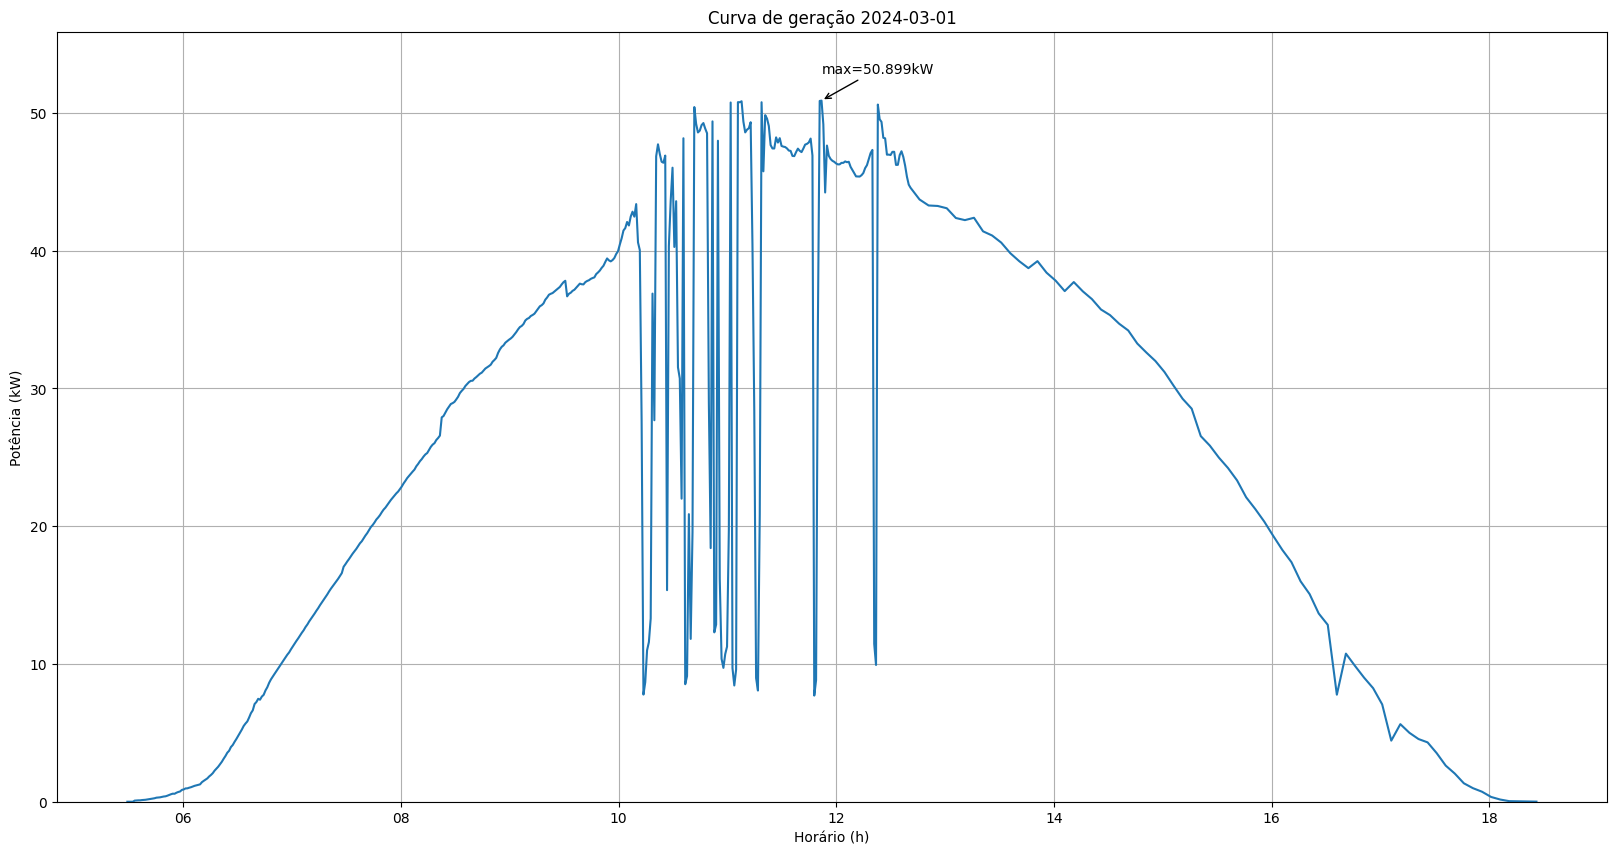 Curva de geração 2024-03-01
max=50.899kW
Potência (kW)
50
40
30
20
10
0
06 08 10 12 14 16 18
Horário (h)